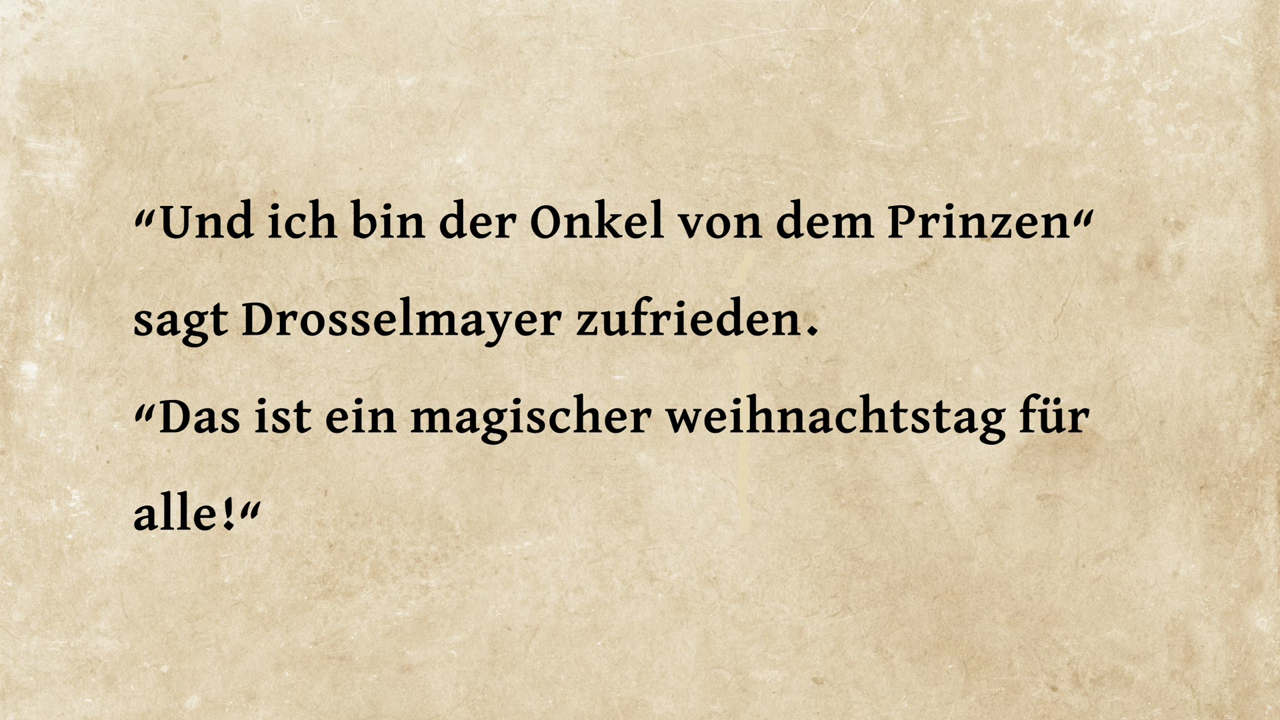 “Und ich bin der Onkel von dem Prinzen“
sagt Drosselmayer zufrieden.
“Das ist ein magischer weihnachtstag für
alle!“